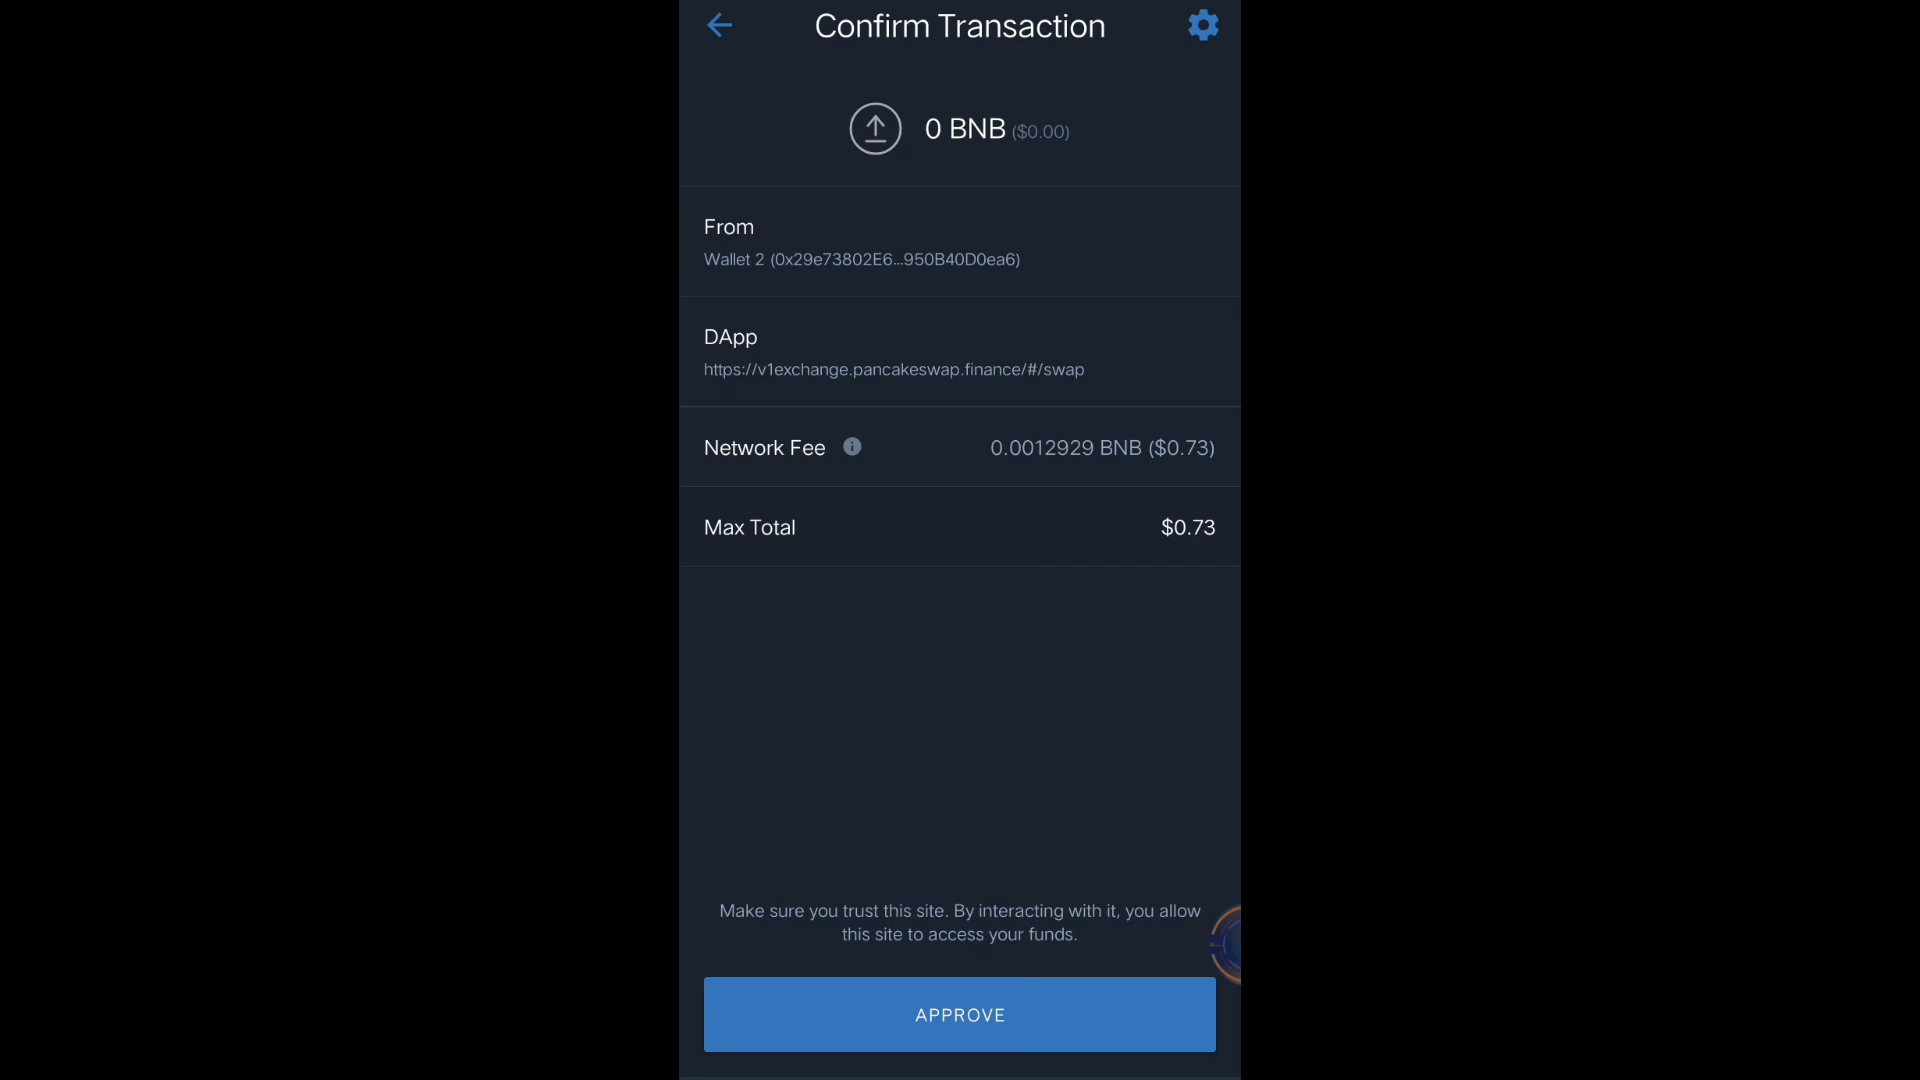 Confirm Transaction
0 BNB ($0.00)
From
Wallet 2 (0x29e73802E6...950B40D0ea6)
DApp
https://v1exchange.pancakeswap.finance/#/swap
Network Fee 0.0012929 BNB ($0.73)
Max Total $0.73
Make sure you trust this site. By interacting with it, you allow
this site to access your funds.
APPROVE